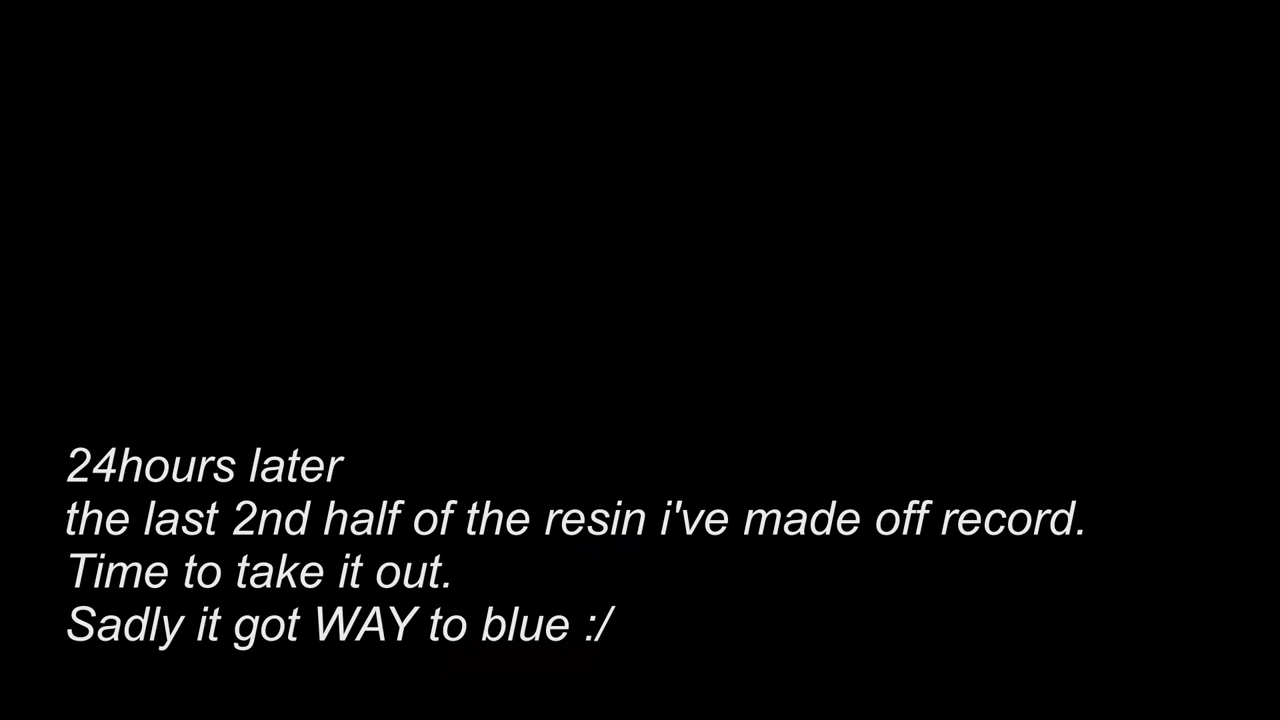 24hours later
the last 2nd half of the resin i've made off record.
Time to take it out.
Sadly it got WAY to blue :/